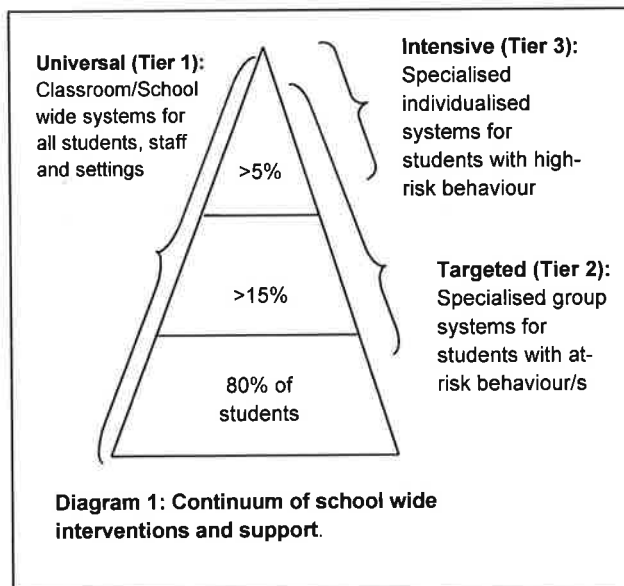 Universal (Tier 1):
Classroom/School
wide systems for
all students, staff
and settings
Intensive (Tier 3):
Specialised
individualised
systems for
students with high-
risk behaviour
>5%
>15%
Targeted (Tier 2):
Specialised group
systems for
students with at-
risk behaviour/s
80% of
students
Diagram 1: Continuum of school wide
interventions and support.